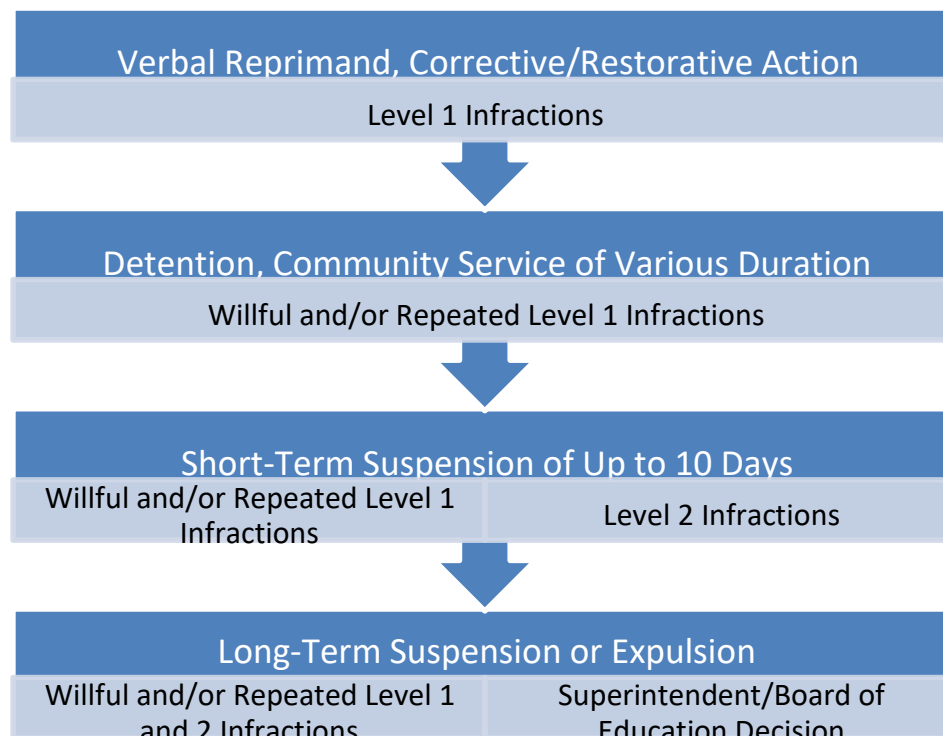 Verbal Reprimand, Corrective/Restorative Action
Level 1 Infractions
Detention, Community Service of Various Duration
Willful and/or Repeated Level 1 Infractions
Short-Term Suspension of Up to 10 Days
Willful and/or Repeated Level 1
Infractions
Level 2 Infractions
Long-Term Suspension or Expulsion
Willful and/or Repeated Level 1
and 2 Infractions
Superintendent/Board of
Education Decision